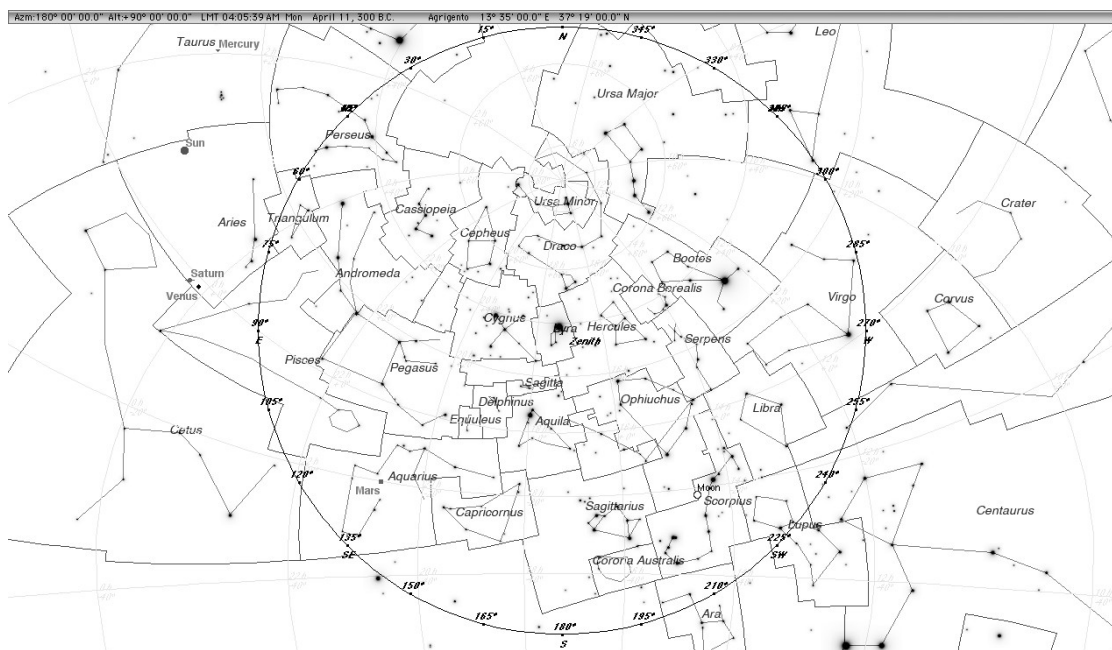 Azm:180° 00' 00.0" Alt:+90° 00' 00.0" LMT 04:05:39 AM Mon April 11, 300 B.C. Agrigento 13° 35' 00.0" E 37° 19' 00.0" N
15°
N
345°
Leo
Taurus
Mercury
30°
330°
Ursa Major
Perseus
Sun
60°
300°
Ursa Minor
Crater
Cassiopeia
Triangulum
Aries
Cepheus
Draco
75°
285°
Bootes
Saturn
Andromeda
Corona Borealis
Venus
Virgo
Corvus
90°
E
Cygnus
Lyra
Hercules
Zenith
Serpens
270°
W
Pisces
Pegasus
Sagitta
Delphinus
Ophiuchus
105°
255°
Libra
Equuleus
Aquila
Cetus
120°
Aquarius
240°
Mars
Moon
Scorpius
Capricornus
Sagittarius
Centaurus
Lupus
135°
SE
225°
SW
Corona Australis
150°
210°
Ara
165°
195°
180°
S